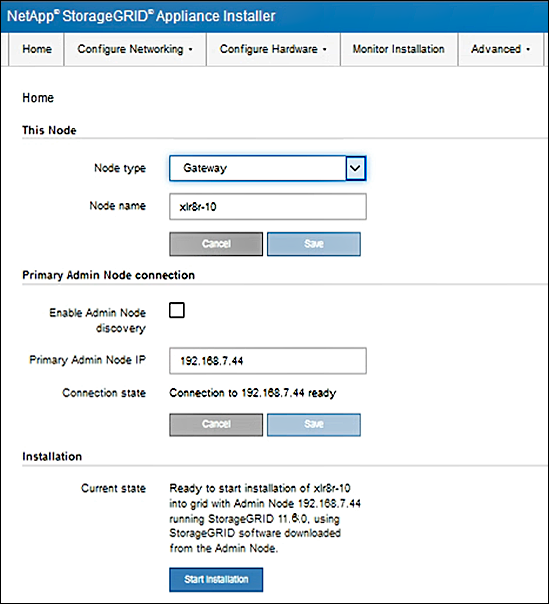 NetApp® StorageGRID® Appliance Installer
Home Configure Networking Configure Hardware Monitor Installation Advanced
Home
This Node
Node type Gateway
Node name xlr8r-10
Cancel Save
Primary Admin Node connection
Enable Admin Node
discovery
Primary Admin Node IP 192.168.7.44
Connection state Connection to 192.168.7.44 ready
Cancel Save
Installation
Current state Ready to start installation of xlr8r-10
into grid with Admin Node 192.168.7.44
running StorageGRID 11.6.0, using
StorageGRID software downloaded
from the Admin Node.
Start Installation